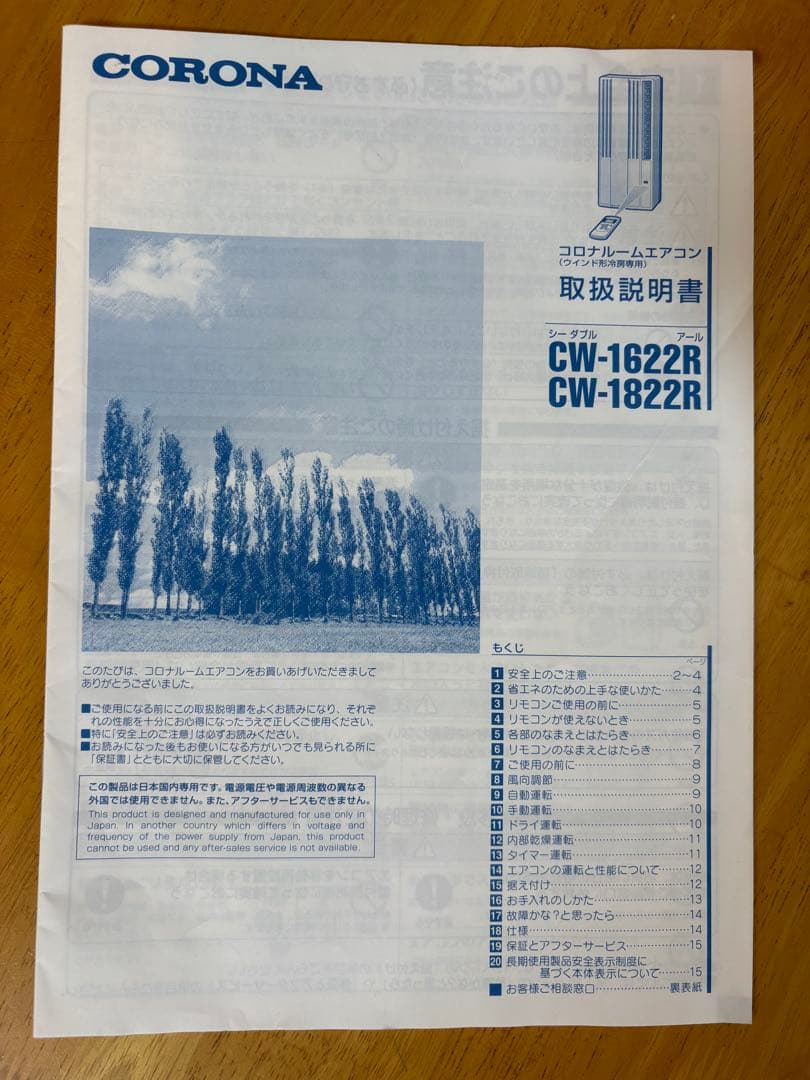 CORONA
コロナルームエアコン
(ウインド形冷房専用)
取扱説明書
シー ダブル アール
CW-1622R
CW-1822R
このたびは、コロナルームエアコンをお買いあげいただきまして
ありがとうございました。
■ご使用になる前にこの取扱説明書をよくお読みになり、それぞ
れの性能を十分にお心得になったうえで正しくご使用ください。
■特に「安全上のご注意」は必ずお読みください。
■お読みになった後もお使いになる方がいつでも見られる所に
「保証書」とともに大切に保管してください。
この製品は日本国内専用です。電源電圧や電源周波数の異なる
外国では使用できません。また、アフターサービスもできません。
This product is designed and manufactured for use only in
Japan. In another country which differs in voltage and
frequency of the power supply from Japan, this product
cannot be used and any after-sales service is not available.
もくじ
ページ
1 安全上のご注意…………………2〜4
2 省エネのための上手な使いかた………4
3 リモコンご使用の前に…………………5
4 リモコンが使えないとき………………5
5 各部のなまえとはたらき………………6
6 リモコンのなまえとはたらき…………7
7 ご使用の前に……………………………8
8 風向調節…………………………………9
9 自動運転…………………………………9
10 手動運転………………………………10
11 ドライ運転……………………………10
12 内部乾燥運転…………………………11
13 タイマー運転…………………………11
14 エアコンの運転と性能について……12
15 据え付け………………………………12
16 お手入れのしかた……………………13
17 故障かな?と思ったら………………14
18 仕様……………………………………14
19 保証とアフターサービス……………15
20 長期使用製品安全表示制度に
基づく本体表示について………15
■ お客様ご相談窓口………………裏表紙